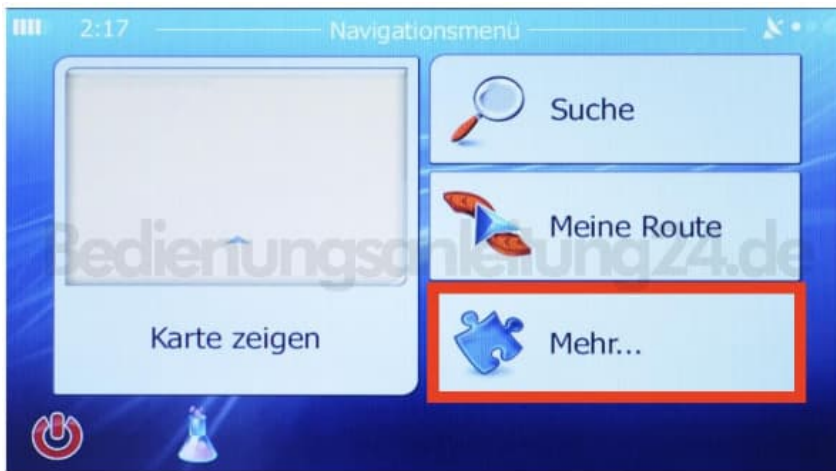 2:17
Navigationsmenü
Suche
Meine Route
Bedienungsanleitung24.de
Karte zeigen
Mehr...